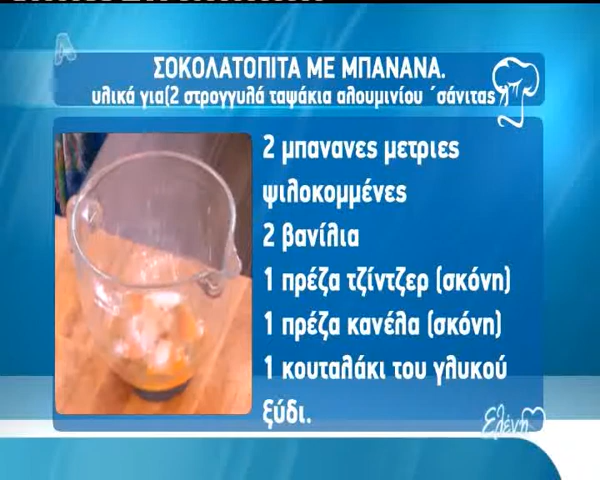 ΣΟΚΟΛΑΤΟΠΙΤΑ ΜΕ ΜΠΑΝΑΝΑ.
υλικά για(2 στρογγυλά ταψάκια αλουμινίου ΄σάνιτας)
2 μπανανες μετριες
ψιλοκομμένες
2 βανίλια
1 πρέζα τζίντζερ (σκόνη)
1 πρέζα κανέλα (σκόνη)
1 κουταλάκι του γλυκού
ξύδι.
Ελένη